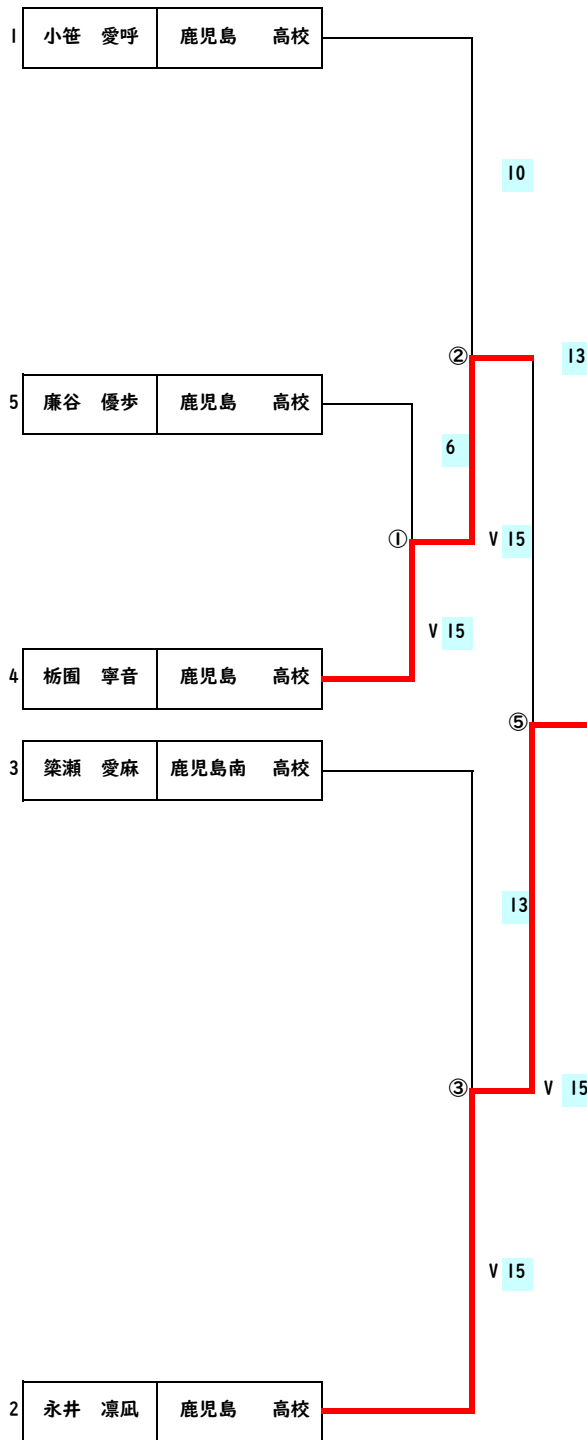 1 小笹 愛呼 鹿児島 高校
10
② 13
5 廉谷 優歩 鹿児島 高校
6
① V 15
V 15
4 栃園 寧音 鹿児島 高校
⑤
3 簗瀬 愛麻 鹿児島南 高校
13
③ V 15
V 15
2 永井 凛凪 鹿児島 高校